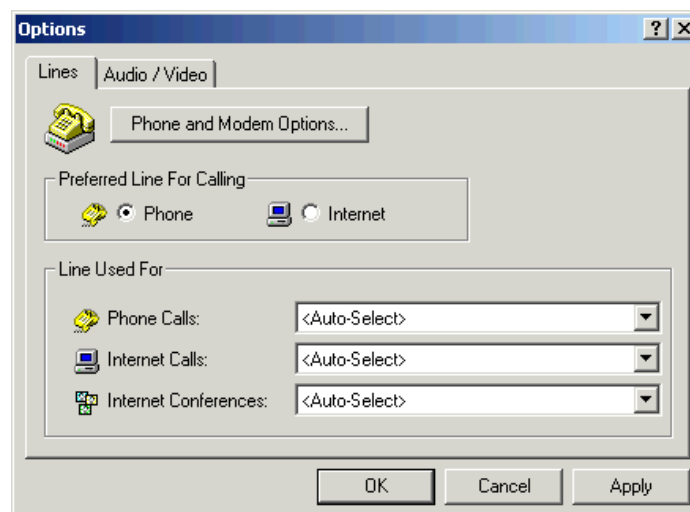 Options
Lines
Audio / Video
Phone and Modem Options...
Preferred Line For Calling
Phone
Internet
Line Used For
Phone Calls: <Auto-Select>
Internet Calls: <Auto-Select>
Internet Conferences: <Auto-Select>
OK
Cancel
Apply